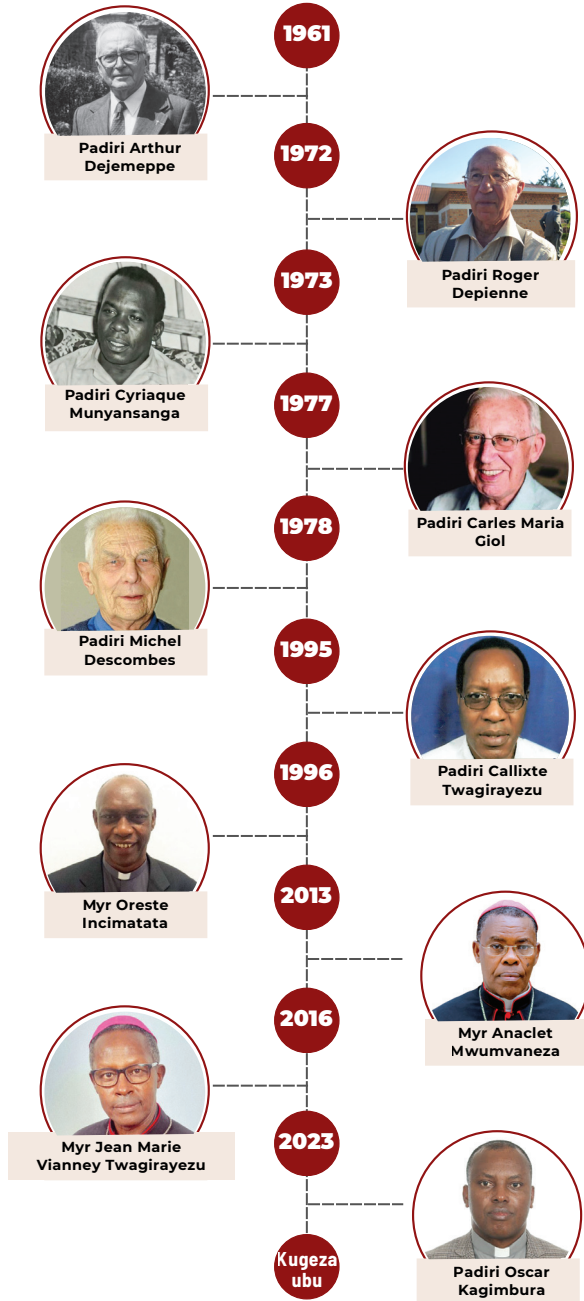 1961
Padiri Arthur
Dejemeppe
1972
Padiri Roger
Depienne
1973
Padiri Cyriaque
Munyansanga
1977
Padiri Carles Maria
Giol
1978
Padiri Michel
Descombes
1995
Padiri Callixte
Twagirayezu
1996
Myr Oreste
Incimatata
2013
Myr Anaclet
Mwumvaneza
2016
Myr Jean Marie
Vianney Twagirayezu
2023
Padiri Oscar
Kagimbura
Kugeza
ubu